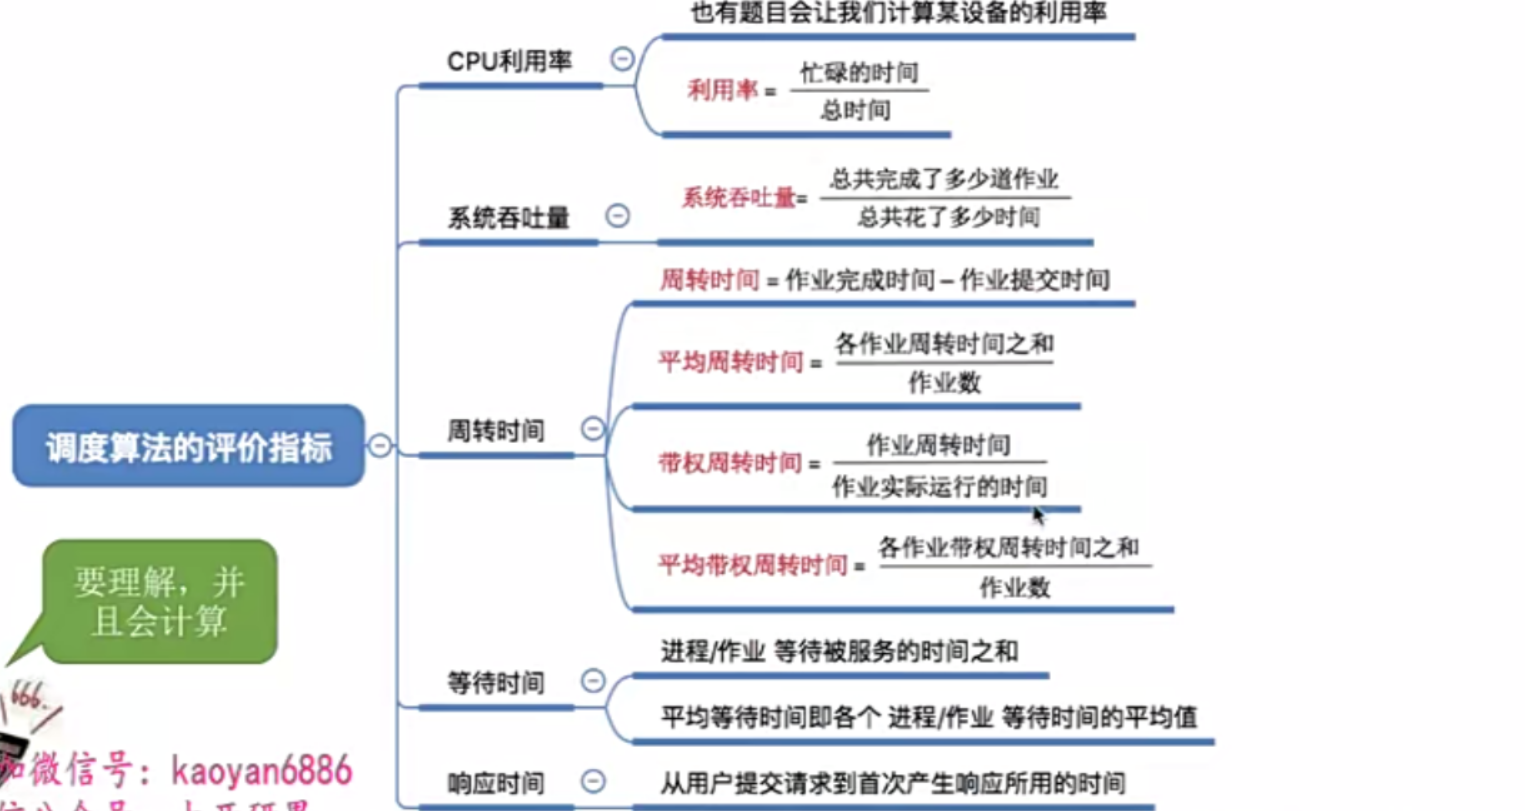 也有题目会让我们计算某设备的利用率
CPU利用率
利用率 = 忙碌的时间
总时间
系统吞吐量
系统吞吐量= 总共完成了多少道作业
总共花了多少时间
周转时间
周转时间 = 作业完成时间 – 作业提交时间
平均周转时间 = 各作业周转时间之和
作业数
带权周转时间 = 作业周转时间
作业实际运行的时间
平均带权周转时间 = 各作业带权周转时间之和
作业数
调度算法的评价指标
要理解，并
且会计算
等待时间
进程/作业 等待被服务的时间之和
平均等待时间即各个 进程/作业 等待时间的平均值
666.
加微信号：kaoyan6886
响应时间
从用户提交请求到首次产生响应所用的时间